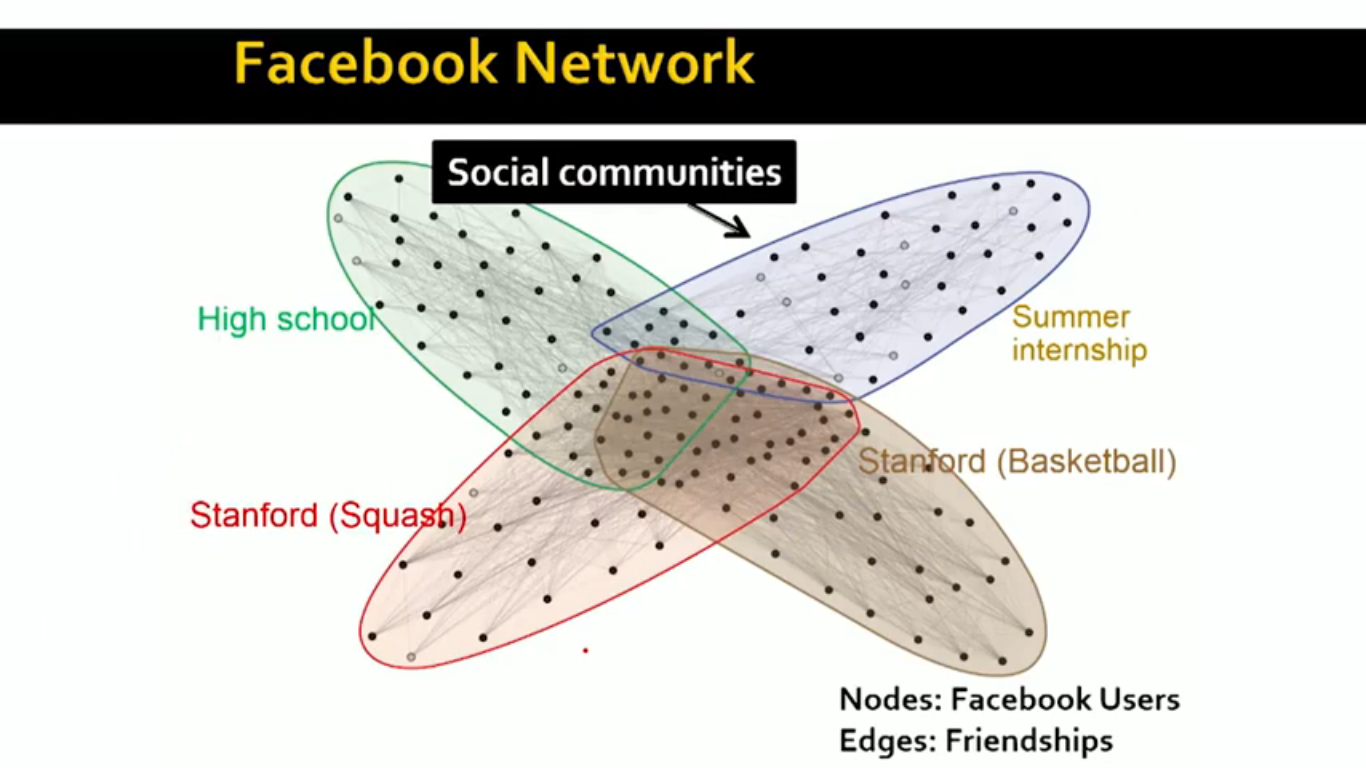 Facebook Network
Social communities
High school
Summer
internship
Stanford (Basketball)
Stanford (Squash)
Nodes: Facebook Users
Edges: Friendships